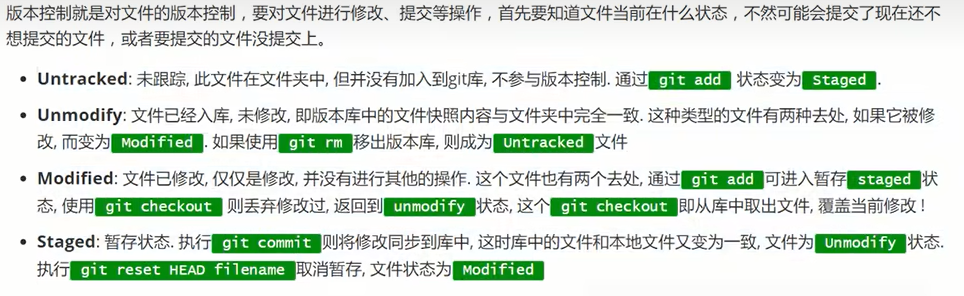 版本控制就是对文件的版本控制，要对文件进行修改、提交等操作，首先要知道文件当前在什么状态，不然可能会提交了现在还不
想提交的文件，或者要提交的文件没提交上。
• Untracked: 未跟踪, 此文件在文件夹中, 但并没有加入到git库, 不参与版本控制. 通过 git add 状态变为 Staged .
• Unmodify: 文件已经入库, 未修改, 即版本库中的文件快照内容与文件夹中完全一致. 这种类型的文件有两种去处, 如果它被修
改, 而变为 Modified . 如果使用 git rm 移出版本库, 则成为 Untracked 文件
• Modified: 文件已修改, 仅仅是修改, 并没有进行其他的操作. 这个文件也有两个去处, 通过 git add 可进入暂存 staged 状
态, 使用 git checkout 则丢弃修改过, 返回到 unmodify 状态, 这个 git checkout 即从库中取出文件, 覆盖当前修改 !
• Staged: 暂存状态. 执行 git commit 则将修改同步到库中, 这时库中的文件和本地文件又变为一致, 文件为 Unmodify 状态.
执行 git reset HEAD filename 取消暂存, 文件状态为 Modified